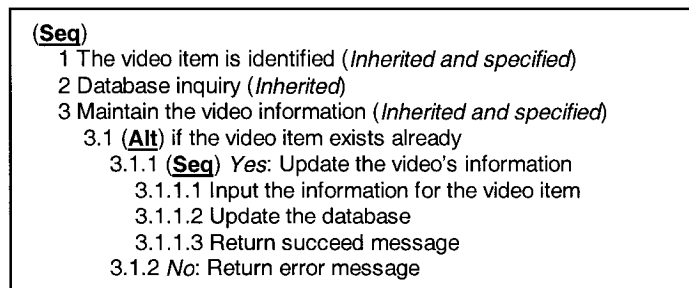 (Seq)
1 The video item is identified (Inherited and specified)
2 Database inquiry (Inherited)
3 Maintain the video information (Inherited and specified)
3.1 (Alt) if the video item exists already
3.1.1 (Seq) Yes: Update the video's information
3.1.1.1 Input the information for the video item
3.1.1.2 Update the database
3.1.1.3 Return succeed message
3.1.2 No: Return error message